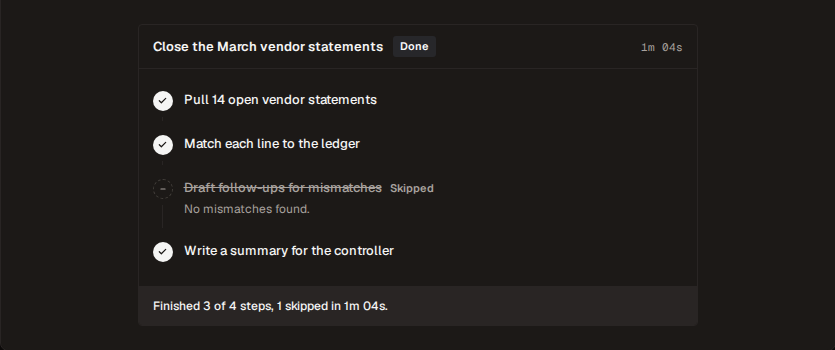 Close the March vendor statements Done 1m 04s
Pull 14 open vendor statements
Match each line to the ledger
Draft follow-ups for mismatches Skipped
No mismatches found.
Write a summary for the controller
Finished 3 of 4 steps, 1 skipped in 1m 04s.